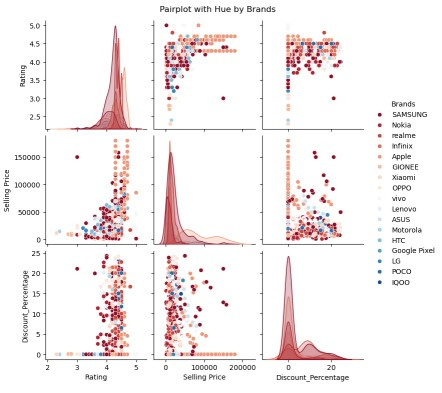 Pairplot with Hue by Brands
5.0
4.5
4.0
3.5
3.0
2.5
Rating
150000
100000
50000
0
Selling Price
25
20
15
10
5
0
Discount_Percentage
2 3 4 5
Rating
0 100000 200000
Selling Price
0 20
Discount_Percentage
Brands
SAMSUNG
Nokia
realme
Infinix
Apple
GIONEE
Xiaomi
OPPO
vivo
Lenovo
ASUS
Motorola
HTC
Google Pixel
LG
POCO
IQOO